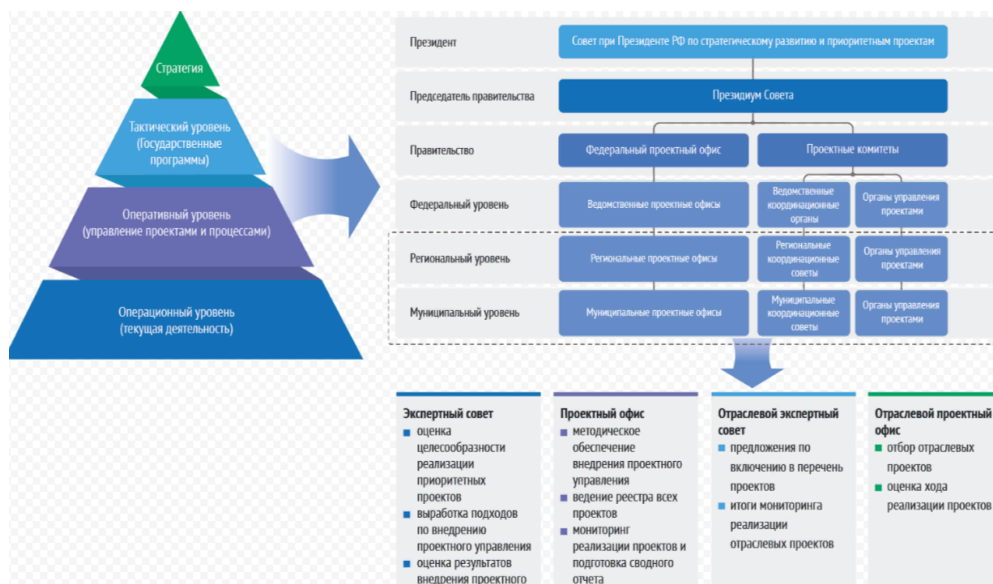 Стратегия
Тактический уровень
(Государственные
программы)
Оперативный уровень
(управление проектами и процессами)
Операционный уровень
(текущая деятельность)
Президент
Совет при Президенте РФ по стратегическому развитию и приоритетным проектам
Председатель правительства
Президиум Совета
Правительство
Федеральный проектный офис
Проектные комитеты
Федеральный уровень
Ведомственные проектные офисы
Ведомственные
координационные
органы
Органы управления
проектами
Региональный уровень
Региональные проектные офисы
Региональные
координационные
советы
Органы управления
проектами
Муниципальный уровень
Муниципальные проектные офисы
Муниципальные
координационные
советы
Органы управления
проектами
Экспертный совет
оценка
целесообразности
реализации
приоритетных
проектов
выработка подходов
по внедрению
проектного управления
оценка результатов
внедрения проектного
Проектный офис
методическое
обеспечение
внедрения проектного
управления
ведение реестра всех
проектов
мониторинг
реализации проектов и
подготовка сводного
отчета
Отраслевой экспертный
совет
предложения по
включению в перечень
проектов
итоги мониторинга
реализации
отраслевых проектов
Отраслевой проектный
офис
отбор отраслевых
проектов
оценка хода
реализации проектов